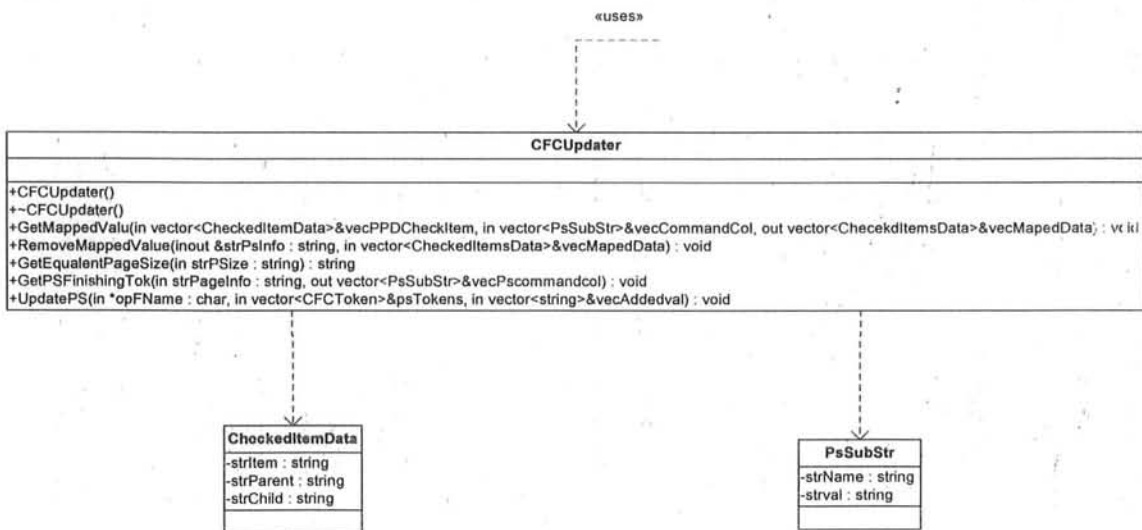 «uses»
CFCUpdater
+CFCUpdater()
+~CFCUpdater()
+GetMappedValu(in vector<CheckedItemData>&vecPPDCheckItem, in vector<PsSubStr>&vecCommandCol, out vector<ChecekdItemsData>&vecMapedData) : void
+RemoveMappedValue(inout &strPsInfo : string, in vector<CheckedItemsData>&vecMapedData) : void
+GetEqualentPageSize(in strPSize : string) : string
+GetPSFinishingTok(in strPageInfo : string, out vector<PsSubStr>&vecPscommandcol) : void
+UpdatePS(in *opFName : char, in vector<CFCToken>&psTokens, in vector<string>&vecAddedval) : void
CheckedItemData
-strItem : string
-strParent : string
-strChild : string
PsSubStr
-strName : string
-strval : string